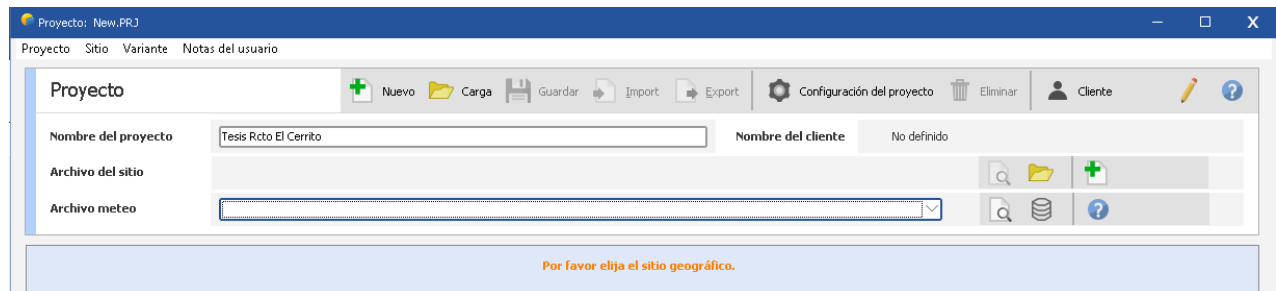 Proyecto: New.PRJ
Proyecto Sitio Variante Notas del usuario
Proyecto Nuevo Carga Guardar Import Export Configuración del proyecto Eliminar Cliente
Nombre del proyecto Tesis Rcto El Cerrito Nombre del cliente No definido
Archivo del sitio
Archivo meteo
Por favor elija el sitio geográfico.